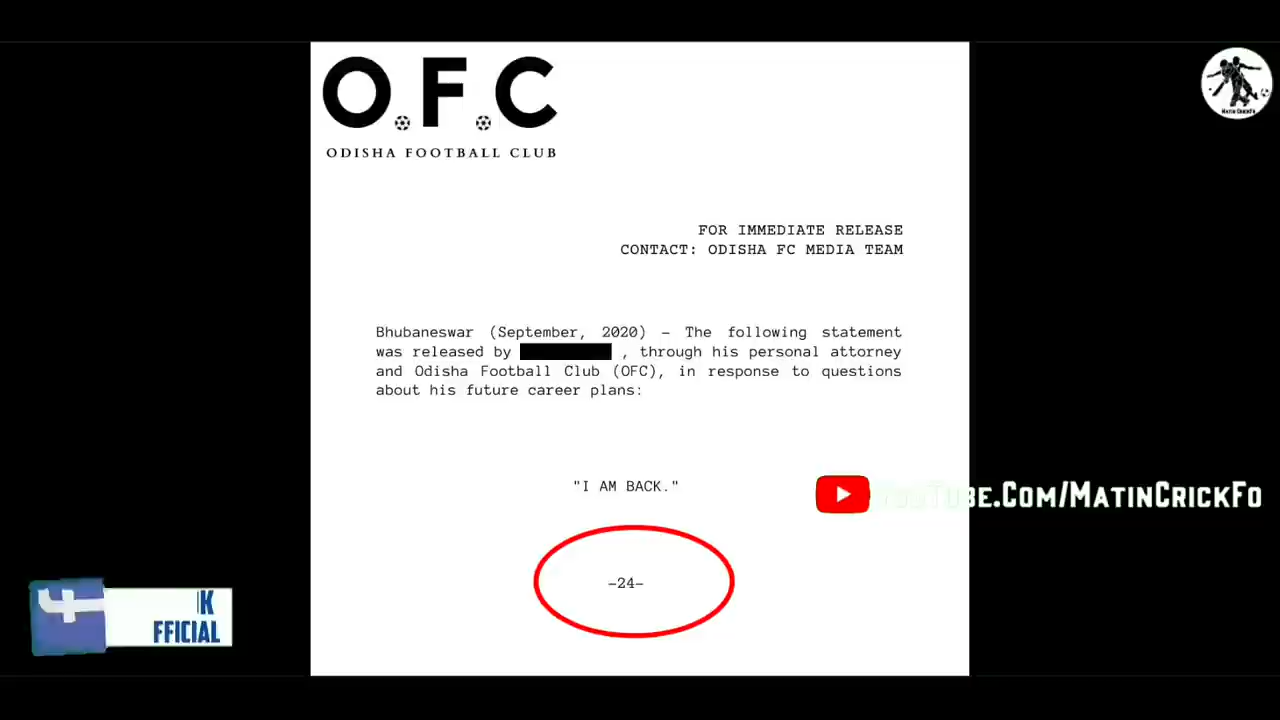 O.F.C
ODISHA FOOTBALL CLUB
MATIN CRICKFO
FOR IMMEDIATE RELEASE
CONTACT: ODISHA FC MEDIA TEAM
Bhubaneswar (September, 2020) – The following statement
was released by , through his personal attorney
and Odisha Football Club (OFC), in response to questions
about his future career plans:
"I AM BACK."
YOUTUBE.COM/MATINCRICKFO
–24–
K
FFICIAL